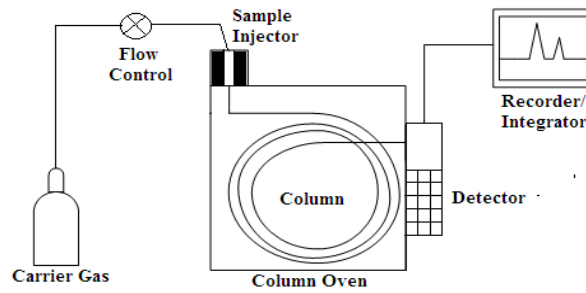 Sample
Injector
Flow
Control
Recorder/
Integrator
Column
Detector
Carrier Gas
Column Oven